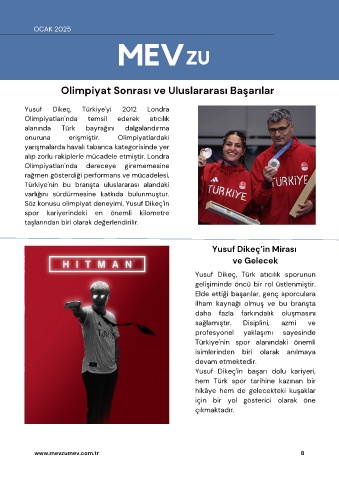 OCAK 2025
MEVZU
Olimpiyat Sonrası ve Uluslararası Başarılar
Yusuf Dikeç, Türkiye'yi 2012 Londra
Olimpiyatları'nda temsil ederek atıcılık
alanında Türk bayrağını dalgalandırma
onuruna erişmiştir. Olimpiyatlardaki
yarışmalarda havalı tabanca kategorisinde yer
alıp zorlu rakiplerle mücadele etmiştir. Londra
Olimpiyatları'nda dereceye girememesine
rağmen gösterdiği performans ve mücadelesi,
Türkiye'nin bu branşta uluslararası alandaki
varlığını sürdürmesine katkıda bulunmuştur.
Söz konusu olimpiyat deneyimi, Yusuf Dikeç'in
spor kariyerindeki en önemli kilometre
taşlarından biri olarak değerlendirilir.
TÜRKİYE
TÜRKİYE
HITMAN
Yusuf Dikeç'in Mirası
ve Gelecek
Yusuf Dikeç, Türk atıcılık sporunun
gelişiminde öncü bir rol üstlenmiştir.
Elde ettiği başarılar, genç sporculara
ilham kaynağı olmuş ve bu branşta
daha fazla farkındalık oluşmasını
sağlamıştır. Disiplini, azmi ve
profesyonel yaklaşımı sayesinde
Türkiye'nin spor alanındaki önemli
isimlerinden biri olarak anılmaya
devam etmektedir.
Yusuf Dikeç'in başarı dolu kariyeri,
hem Türk spor tarihine kazınan bir
hikâye hem de gelecekteki kuşaklar
için bir yol gösterici olarak öne
çıkmaktadır.
www.mevzumev.com.tr
8